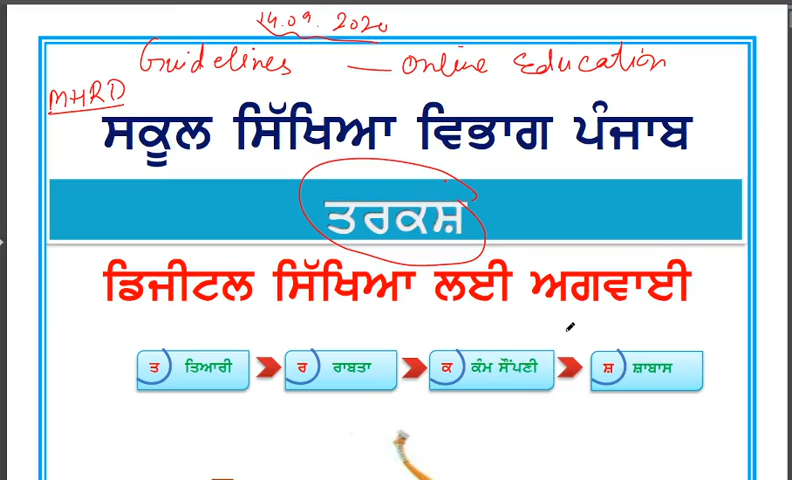 14.09.2020
Guidelines — Online Education
MHRD
ਸਕੂਲ ਸਿੱਖਿਆ ਵਿਭਾਗ ਪੰਜਾਬ
ਤਰਕਸ਼
ਡਿਜੀਟਲ ਸਿੱਖਿਆ ਲਈ ਅਗਵਾਈ
ਤ ਤਿਆਰੀ ਰ ਰਾਬਤਾ ਕ ਕੰਮ ਸੌਂਪਣੀ ਸ਼ ਸ਼ਾਬਾਸ